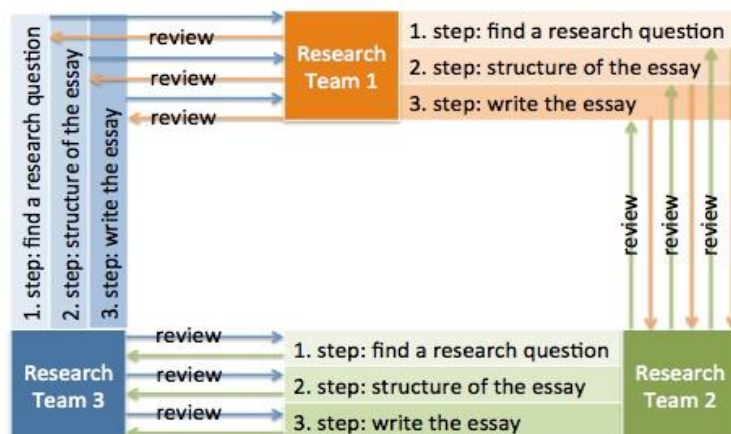 review
review
review
Research
Team 1
1. step: find a research question
2. step: structure of the essay
3. step: write the essay
1. step: find a research question
2. step: structure of the essay
3. step: write the essay
review
review
review
Research
Team 3
review
review
review
1. step: find a research question
2. step: structure of the essay
3. step: write the essay
Research
Team 2